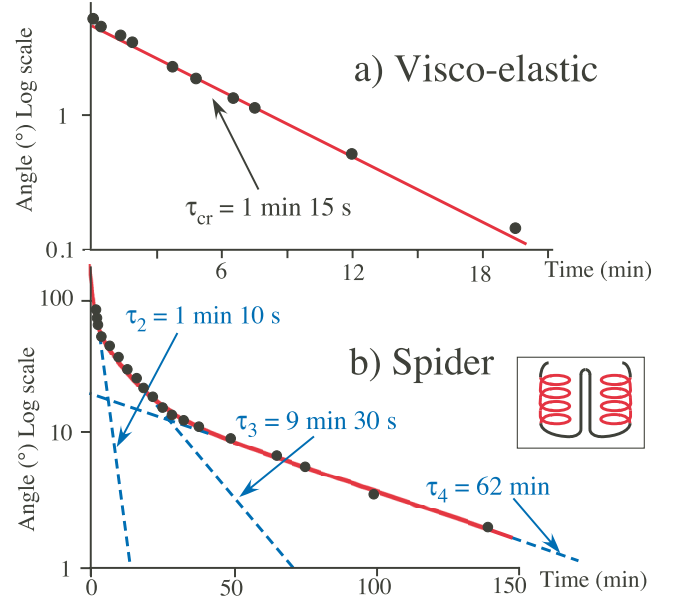 Angle (°) Log scale
a) Visco-elastic
1
τcr = 1 min 15 s
0.1
6
12
18
Time (min)
Angle (°) Log scale
100
τ2 = 1 min 10 s
b) Spider
10
τ3 = 9 min 30 s
τ4 = 62 min
1
0
50
100
150
Time (min)